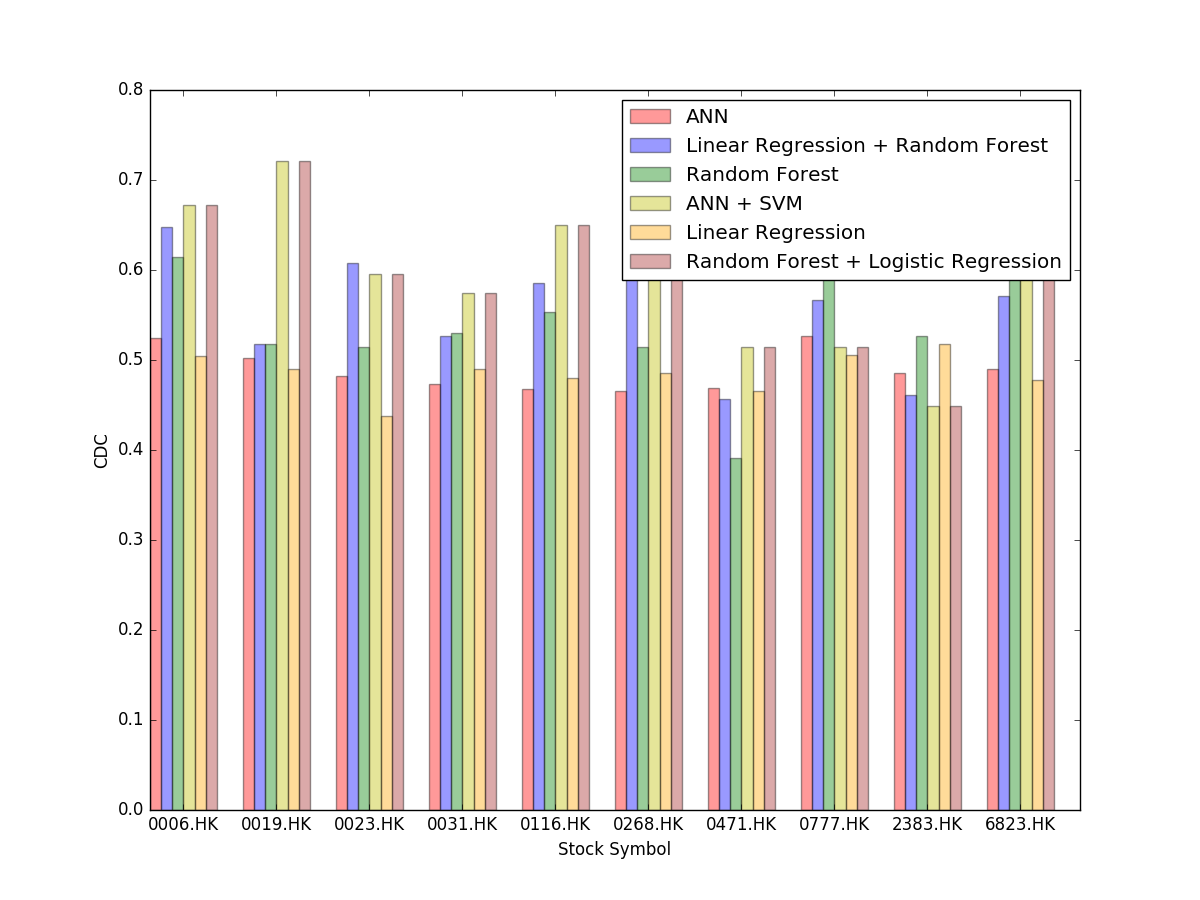 0.8
0.7
0.6
0.5
0.4
0.3
0.2
0.1
0.0
CDC
ANN
Linear Regression + Random Forest
Random Forest
ANN + SVM
Linear Regression
Random Forest + Logistic Regression
0006.HK 0019.HK 0023.HK 0031.HK 0116.HK 0268.HK 0471.HK 0777.HK 2383.HK 6823.HK
Stock Symbol